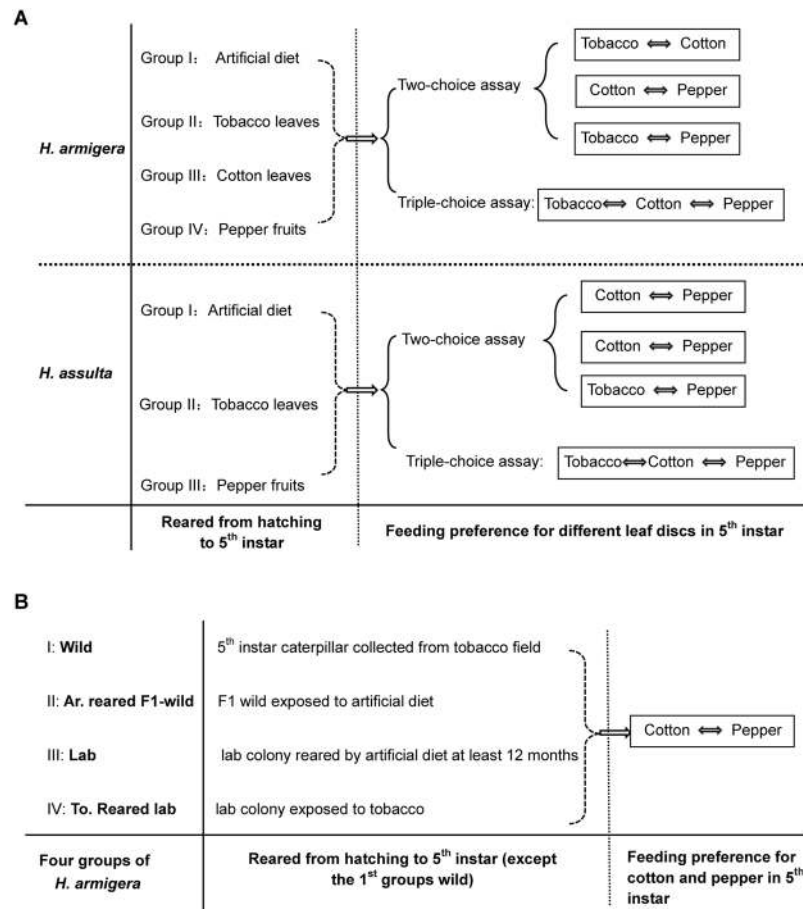 A
Group I: Artificial diet
Group II: Tobacco leaves
Group III: Cotton leaves
Group IV: Pepper fruits
H. armigera
Two-choice assay
Tobacco ⟺ Cotton
Cotton ⟺ Pepper
Tobacco ⟺ Pepper
Triple-choice assay: Tobacco⟺ Cotton ⟺ Pepper
Group I: Artificial diet
Group II: Tobacco leaves
Group III: Pepper fruits
H. assulta
Two-choice assay
Cotton ⟺ Pepper
Cotton ⟺ Pepper
Tobacco ⟺ Pepper
Triple-choice assay: Tobacco⟺Cotton ⟺ Pepper
Reared from hatching
to 5th instar
Feeding preference for different leaf discs in 5th instar
B
I: Wild 5th instar caterpillar collected from tobacco field
II: Ar. reared F1-wild F1 wild exposed to artificial diet
III: Lab lab colony reared by artificial diet at least 12 months
IV: To. Reared lab lab colony exposed to tobacco
Cotton ⟺ Pepper
Four groups of
H. armigera
Reared from hatching to 5th instar (except
the 1st groups wild)
Feeding preference for
cotton and pepper in 5th
instar